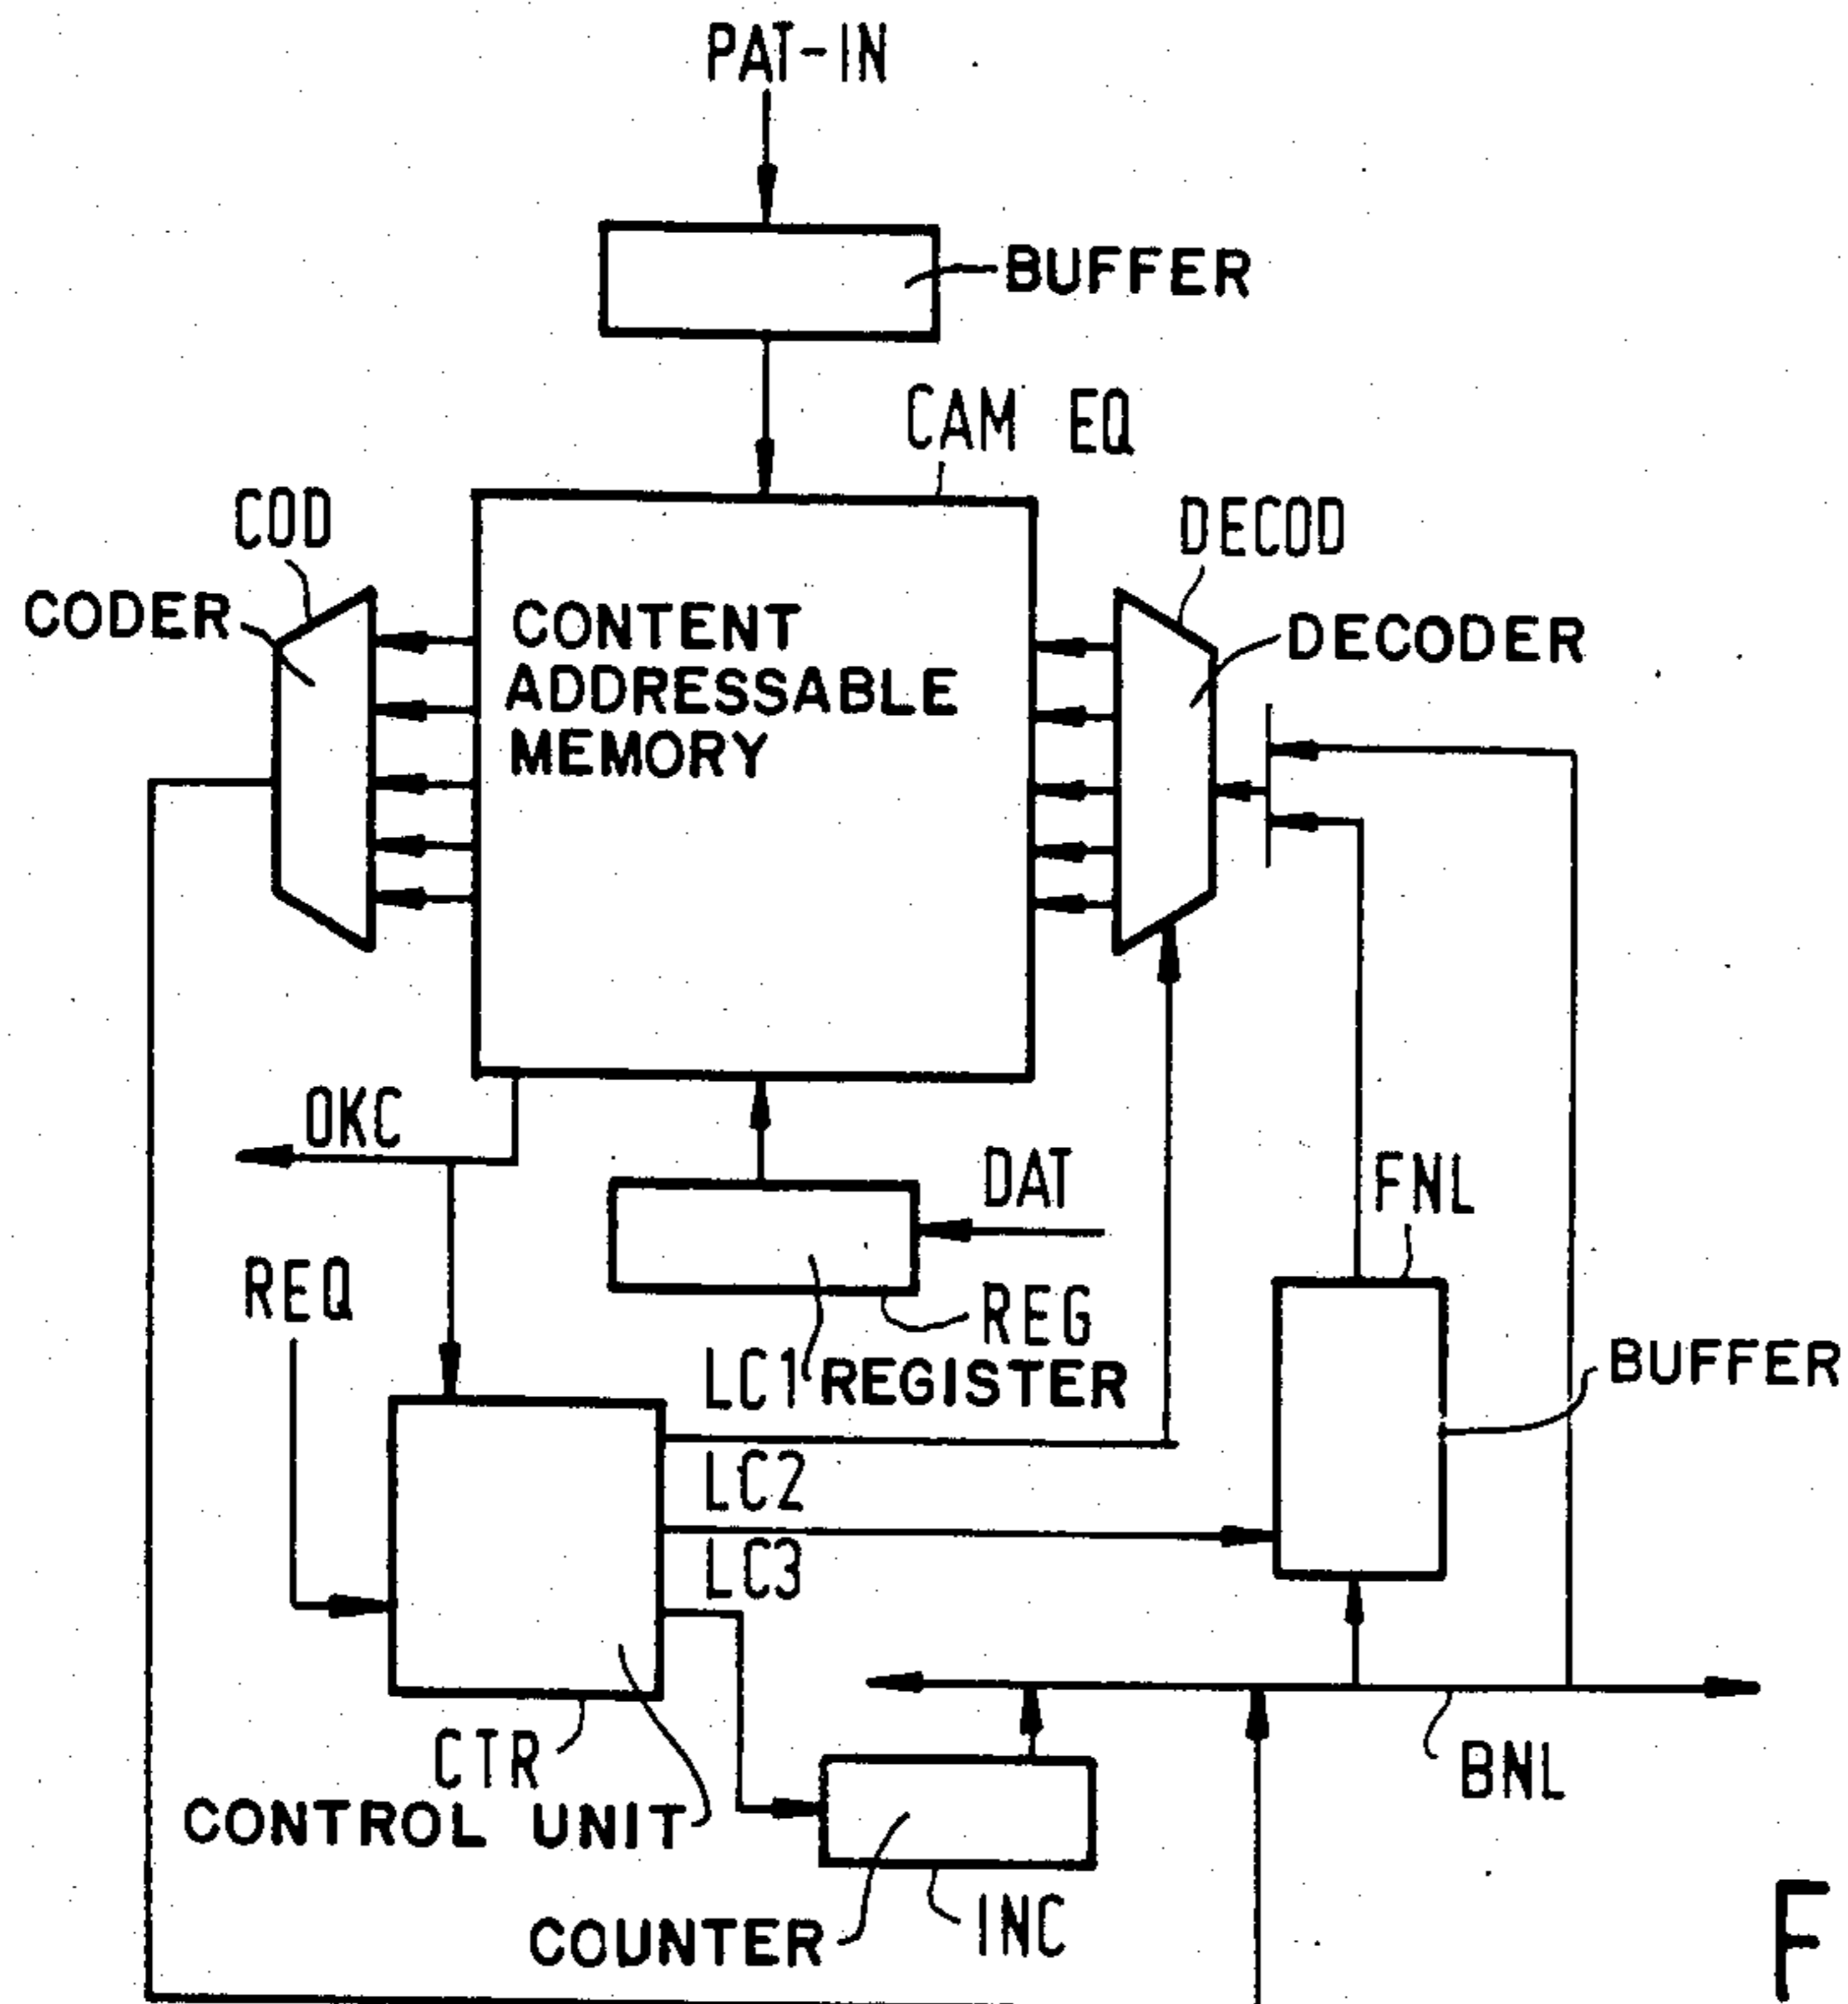 PAT-IN
BUFFER
CAM EQ
COD
DECOD
CODER
CONTENT
ADDRESSABLE
MEMORY
DECODER
OKC
DAT
FNL
REQ
REG
LC1 REGISTER
BUFFER
LC2
LC3
CTR
BNL
CONTROL UNIT
INC
COUNTER
F